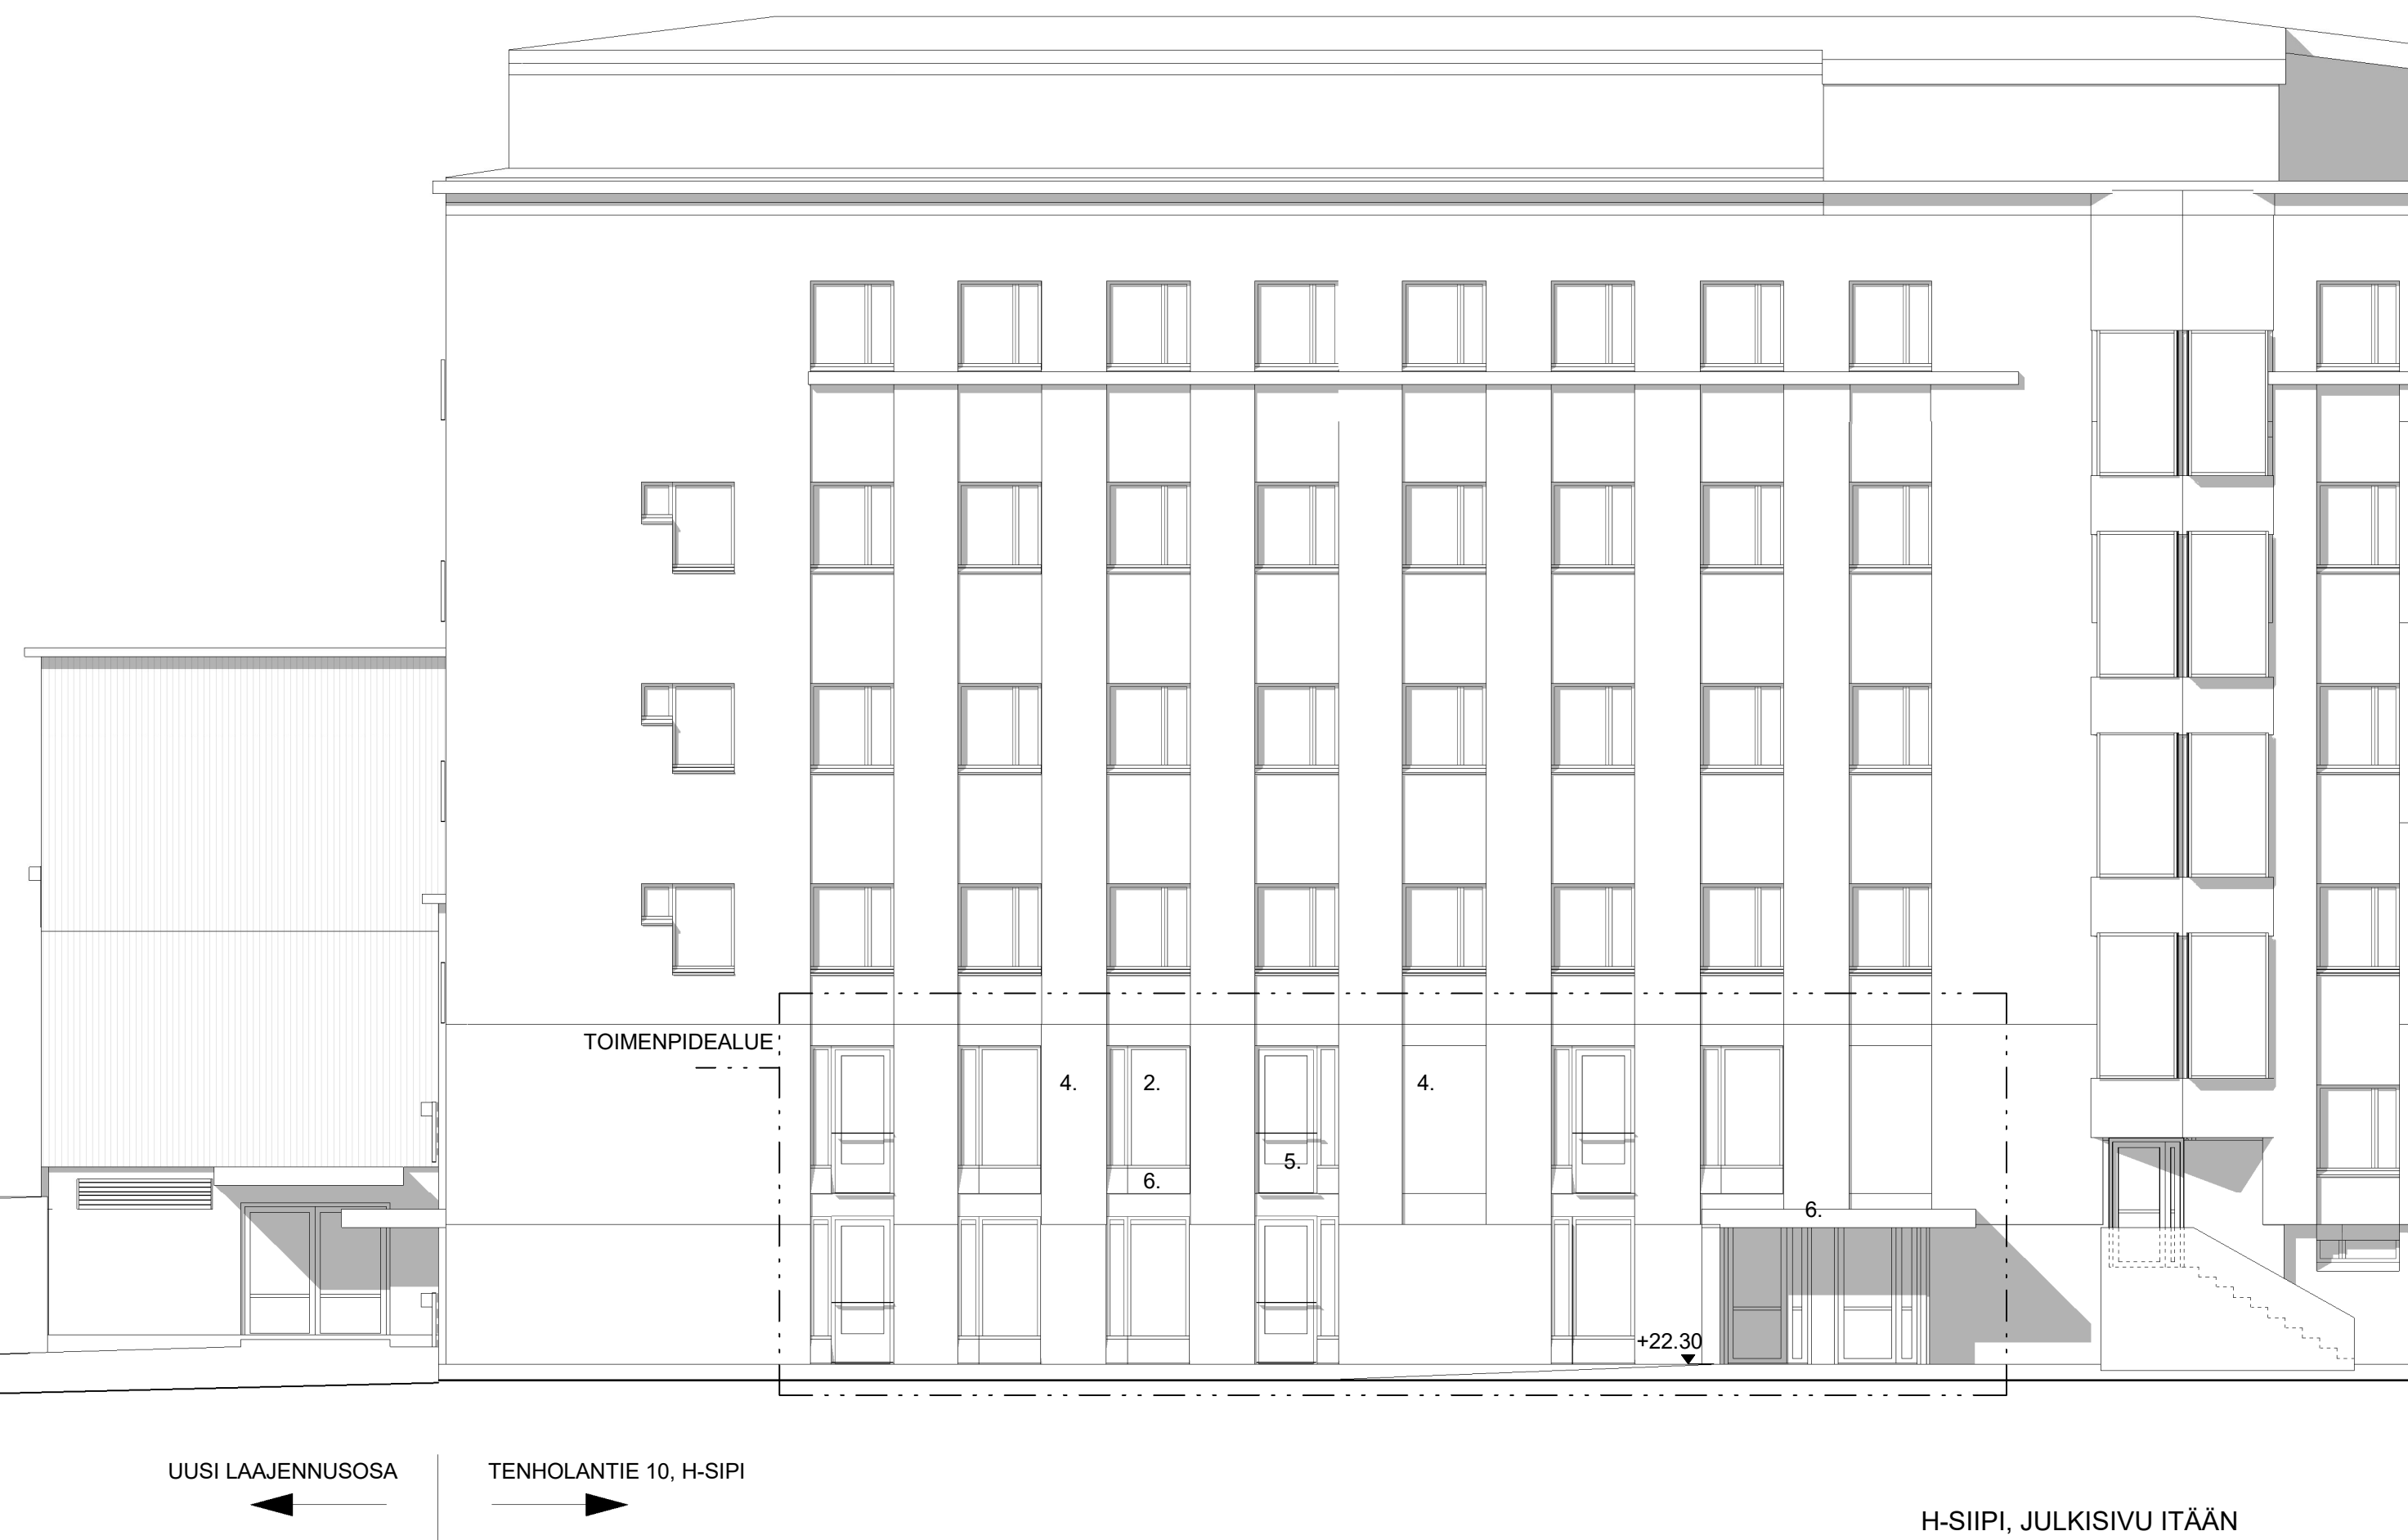 TOIMENPIDEALUE
4.
2.
4.
5.
6.
6.
+22.30
UUSI LAAJENNUSOSA
TENHOLANTIE 10, H-SIPI
H-SIIPI, JULKISIVU ITÄÄN